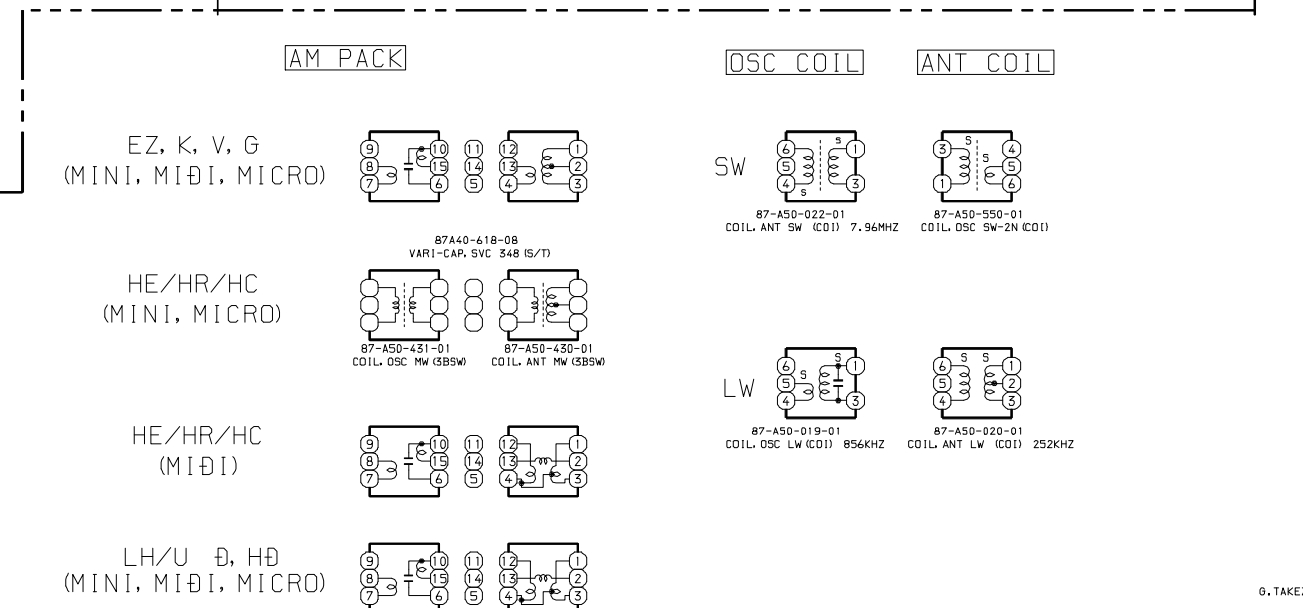 AM PACK
OSC COIL
ANT COIL
EZ, K, V, G
(MINI, MIĐI, MICRO)
9 10 11 12 1
8 15 14 13 2
7 6 5 4 3
87A40-618-08
VARI-CAP, SVC 348 (S/T)
HE/HR/HC
(MINI, MICRO)
87-A50-431-01
COIL, OSC MW (3BSW)
87-A50-430-01
COIL, ANT MW (3BSW)
HE/HR/HC
(MIĐI)
9 10 11 12 1
8 15 14 13 2
7 6 5 4 3
LH/U Đ, HĐ
(MINI, MIĐI, MICRO)
9 10 11 12 1
8 15 14 13 2
7 6 5 4 3
SW
6 S 1
5
4 S 3
87-A50-022-01
COIL, ANT SW (COI) 7.96MHZ
3 S 4
S 5
1 6
87-A50-550-01
COIL, OSC SW-2N (COI)
LW
6 S 1
5 S
4 3
87-A50-019-01
COIL, OSC LW (COI) 856KHZ
6 S S 1
5 2
4 3
87-A50-020-01
COIL, ANT LW (COI) 252KHZ